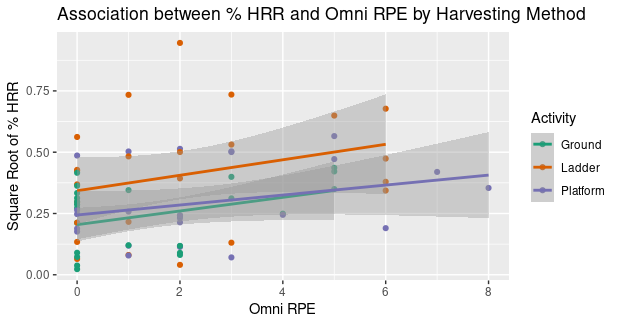 Association between % HRR and Omni RPE by Harvesting Method
Square Root of % HRR
0.75
0.50
0.25
0.00
0
2
4
6
8
Omni RPE
Activity
Ground
Ladder
Platform